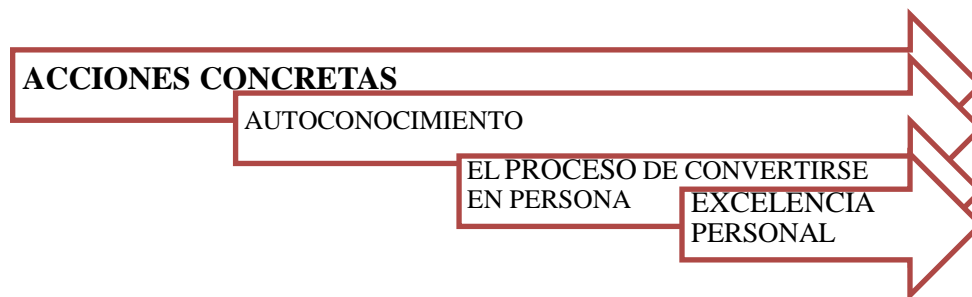 ACCIONES CONCRETAS
AUTOCONOCIMIENTO
EL PROCESO DE CONVERTIRSE
EN PERSONA
EXCELENCIA
PERSONAL